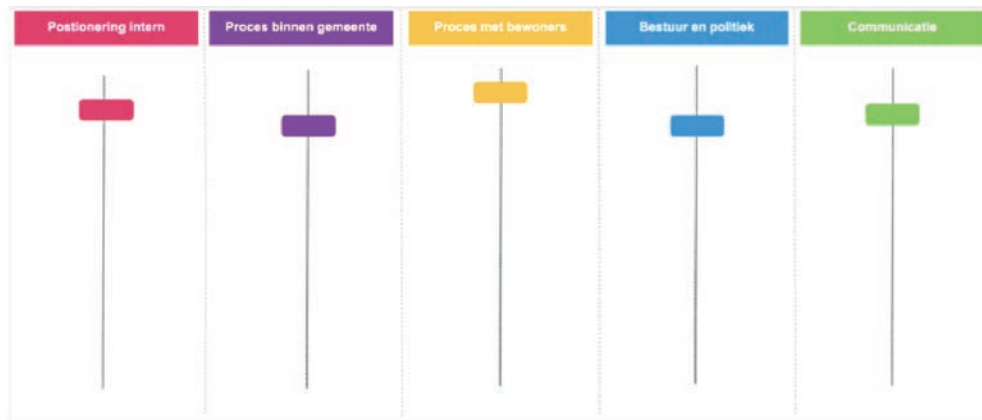 Postionering intern
Proces binnen gemeente
Proces met bewoners
Bestuur en politiek
Communicatie